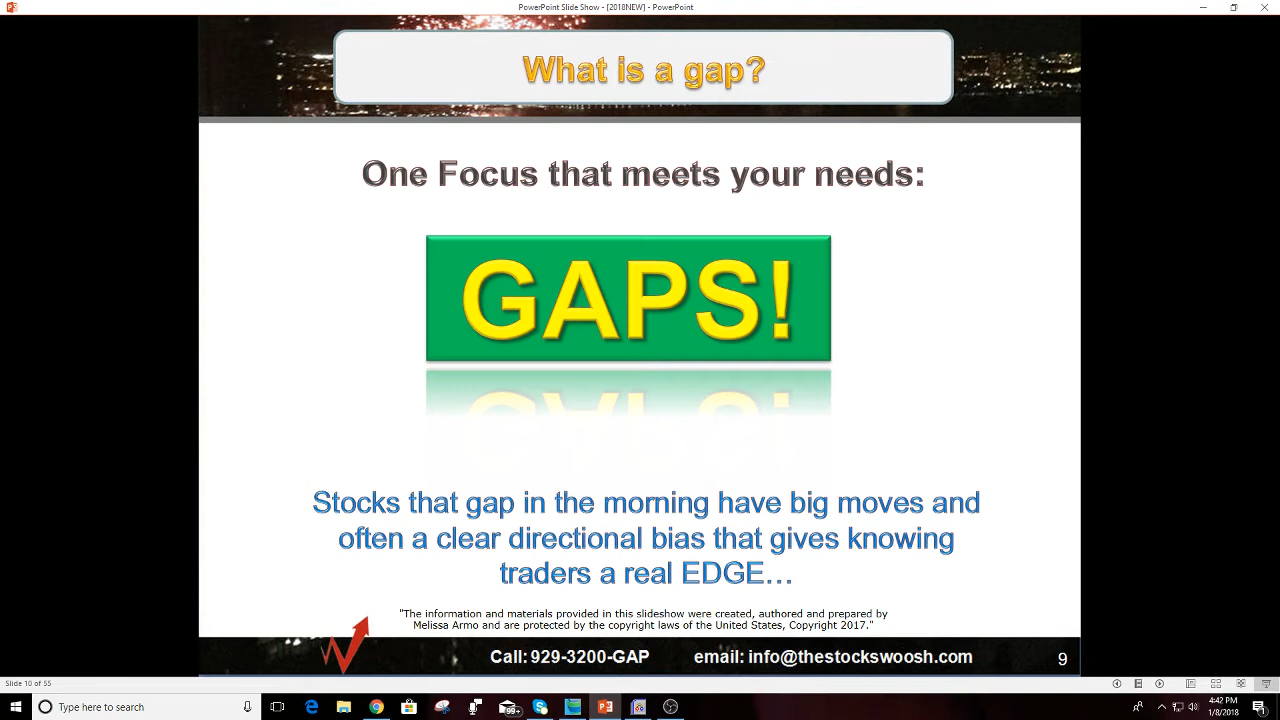 PowerPoint Slide Show - [2018NEW] - PowerPoint
What is a gap?
One Focus that meets your needs:
GAPS!
Stocks that gap in the morning have big moves and
often a clear directional bias that gives knowing
traders a real EDGE...
"The information and materials provided in this slideshow were created, authored and prepared by
Melissa Armo and are protected by the copyright laws of the United States, Copyright 2017."
Call: 929-3200-GAP email: info@thestockswoosh.com 9
Slide 10 of 55
Type here to search
99+
4:42 PM
1/8/2018